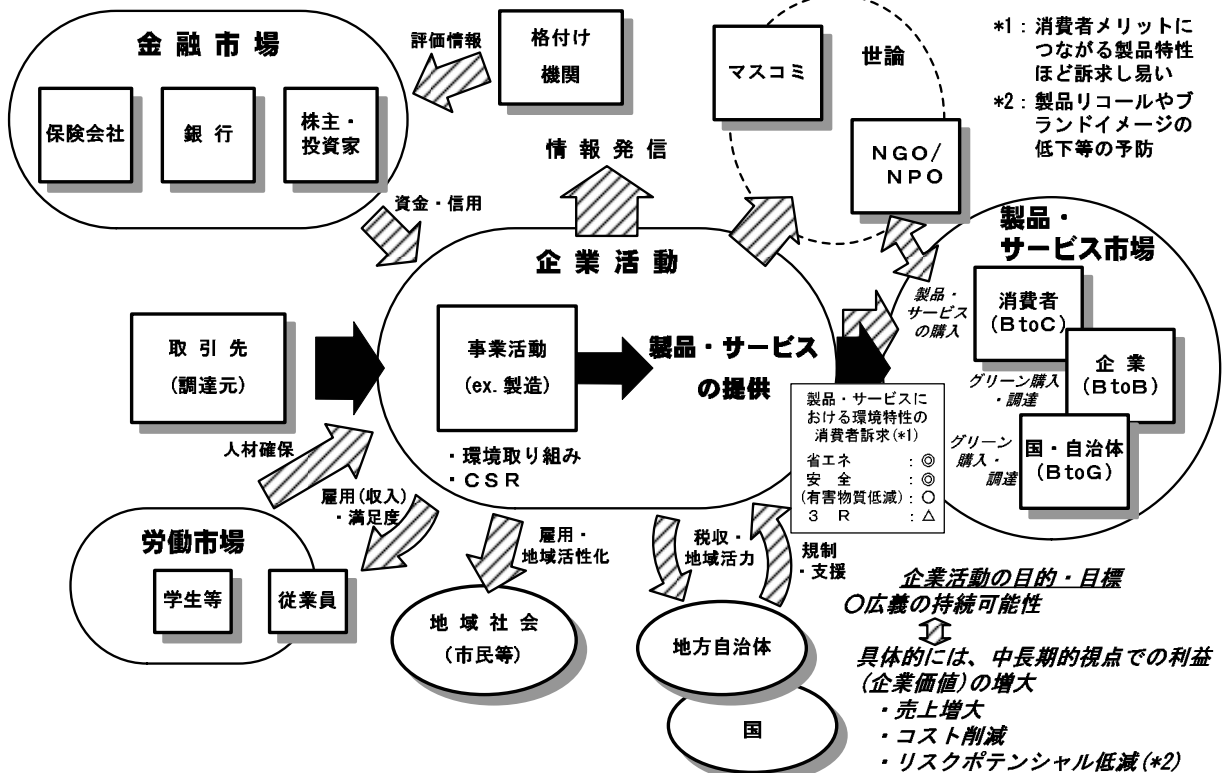 金 融 市 場
保険会社
銀 行
株主・
投資家
評価情報
格付け
機関
マスコミ
世論
NGO/
NPO
*1：消費者メリットに
つながる製品特性
ほど訴求し易い
*2：製品リコールやブ
ランドイメージの
低下等の予防
情 報 発 信
資金・信用
企 業 活 動
製品・
サービス市場
取 引 先
(調達元)
事業活動
(ex. 製造)
製品・サービス
の提供
・環境取り組み
・CSR
製品・
サービス
の購入
消費者
(BtoC)
企 業
(BtoB)
グリーン購入
・調達
国・自治体
(BtoG)
グリーン
購入・
調達
製品・サービスに
おける環境特性の
消費者訴求(*1)
省エネ ：◎
安 全 ：◎
(有害物質低減)：○
3 R ：△
人材確保
雇用(収入)
・満足度
労働市場
学生等
従業員
雇用・
地域活性化
税収・
地域活力
規制
・支援
地 域 社 会
(市民等)
地方自治体
国
企業活動の目的・目標
○広義の持続可能性
具体的には、中長期的視点での利益
(企業価値)の増大
・売上増大
・コスト削減
・リスクポテンシャル低減(*2)